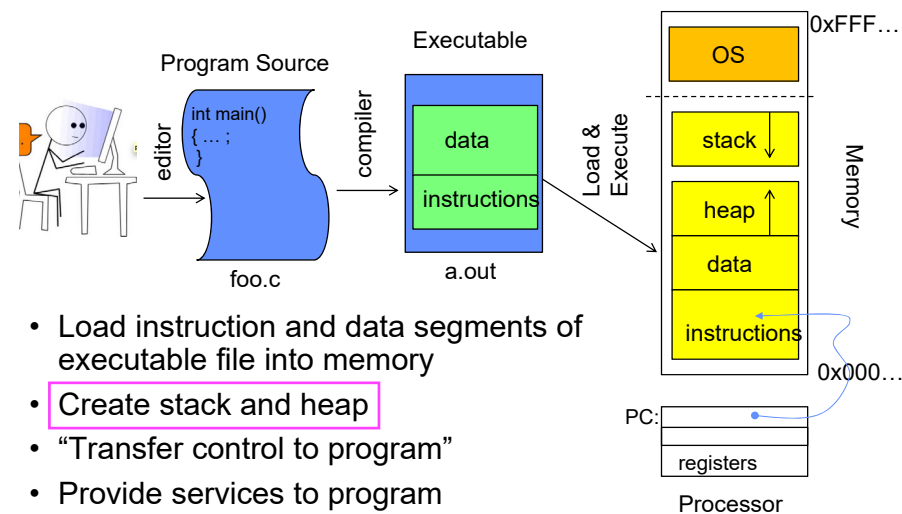 Program Source
editor
int main()
{ … ;
}
foo.c
compiler
Executable
data
instructions
a.out
Load &
Execute
0xFFF…
OS
stack
heap
data
instructions
Memory
0x000…
PC:
registers
Processor
• Load instruction and data segments of
executable file into memory
• Create stack and heap
• “Transfer control to program”
• Provide services to program